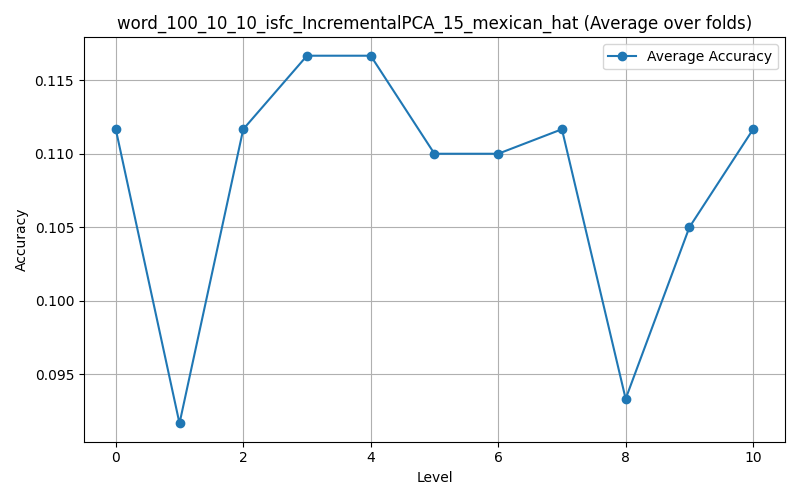 word_100_10_10_isfc_IncrementalPCA_15_mexican_hat (Average over folds)
Average Accuracy
Accuracy
0.115
0.110
0.105
0.100
0.095
0 2 4 6 8 10
Level